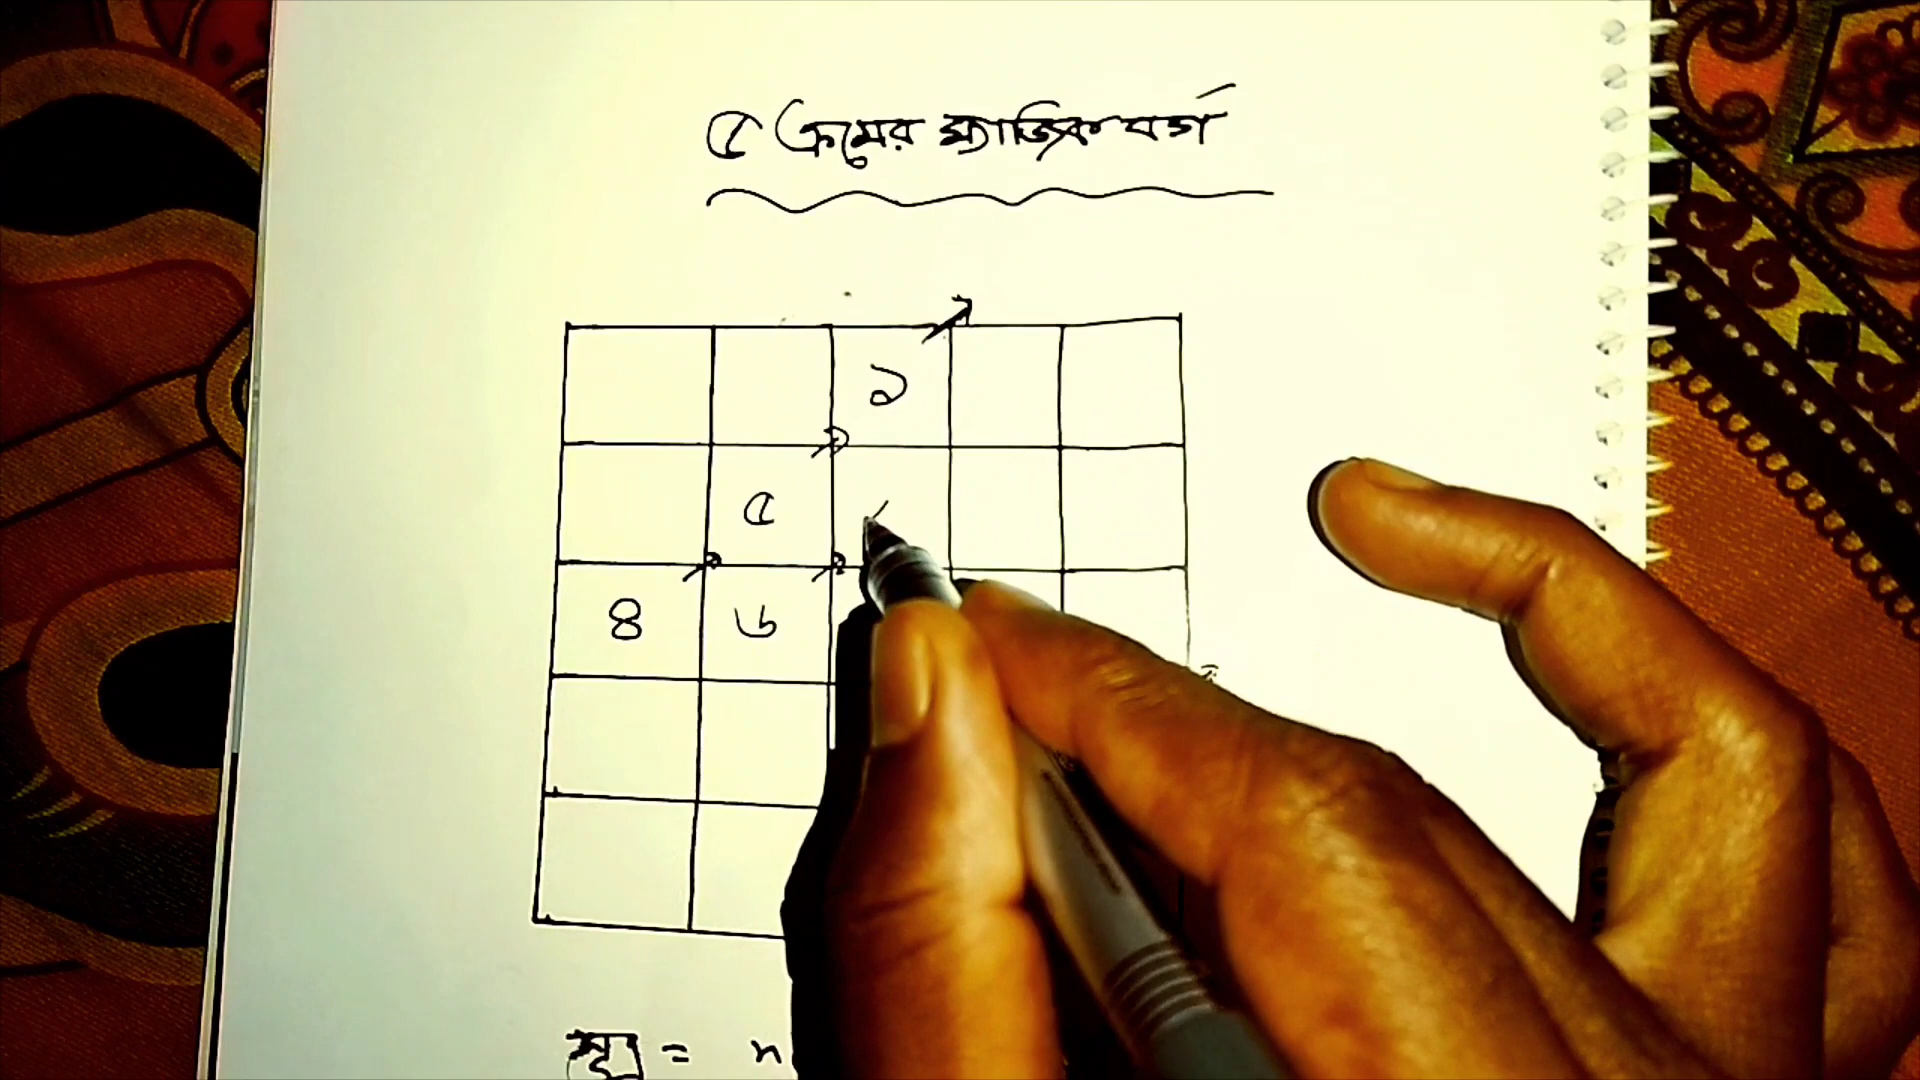 ৫ ক্রমের ম্যাজিক বর্গ
১
৫
৪ ৬
সূত্র = n